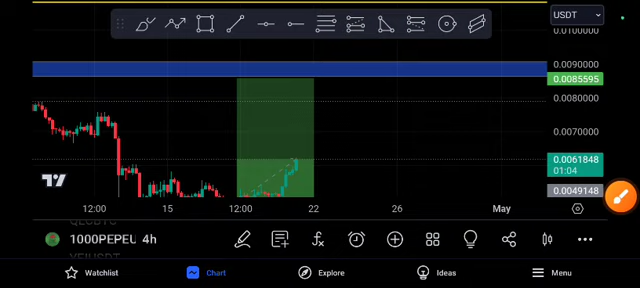 USDT
0.0100000
0.0090000
0.0085595
0.0080000
0.0070000
0.0061848
01:04
0.0049148
12:00 15 12:00 22 26 May
1000PEPEU 4h
Watchlist Chart Explore Ideas Menu